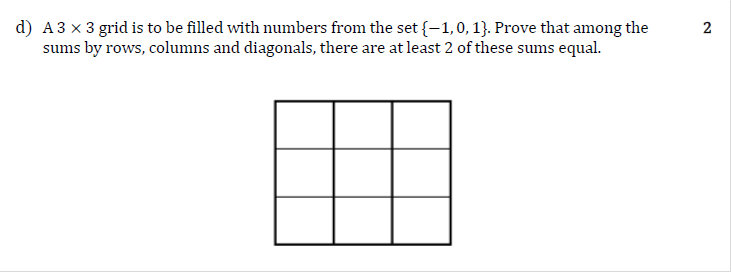 d) A 3 × 3 grid is to be filled with numbers from the set {−1, 0, 1}. Prove that among the 2
sums by rows, columns and diagonals, there are at least 2 of these sums equal.